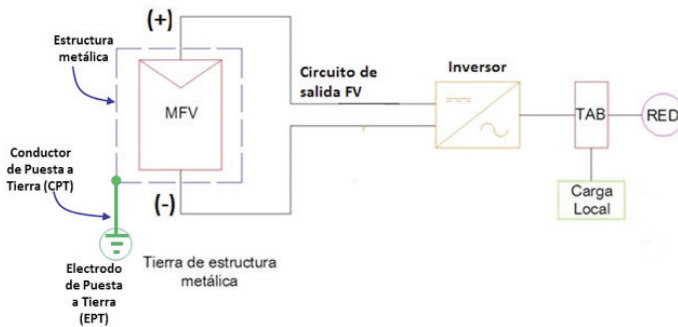 (+)
Estructura
metálica
MFV
Circuito de
salida FV
Inversor
TAB
RED
Carga
Local
Conductor
de Puesta a
Tierra (CPT)
(-)
Electrodo
de Puesta
a Tierra
(EPT)
Tierra de estructura
metálica